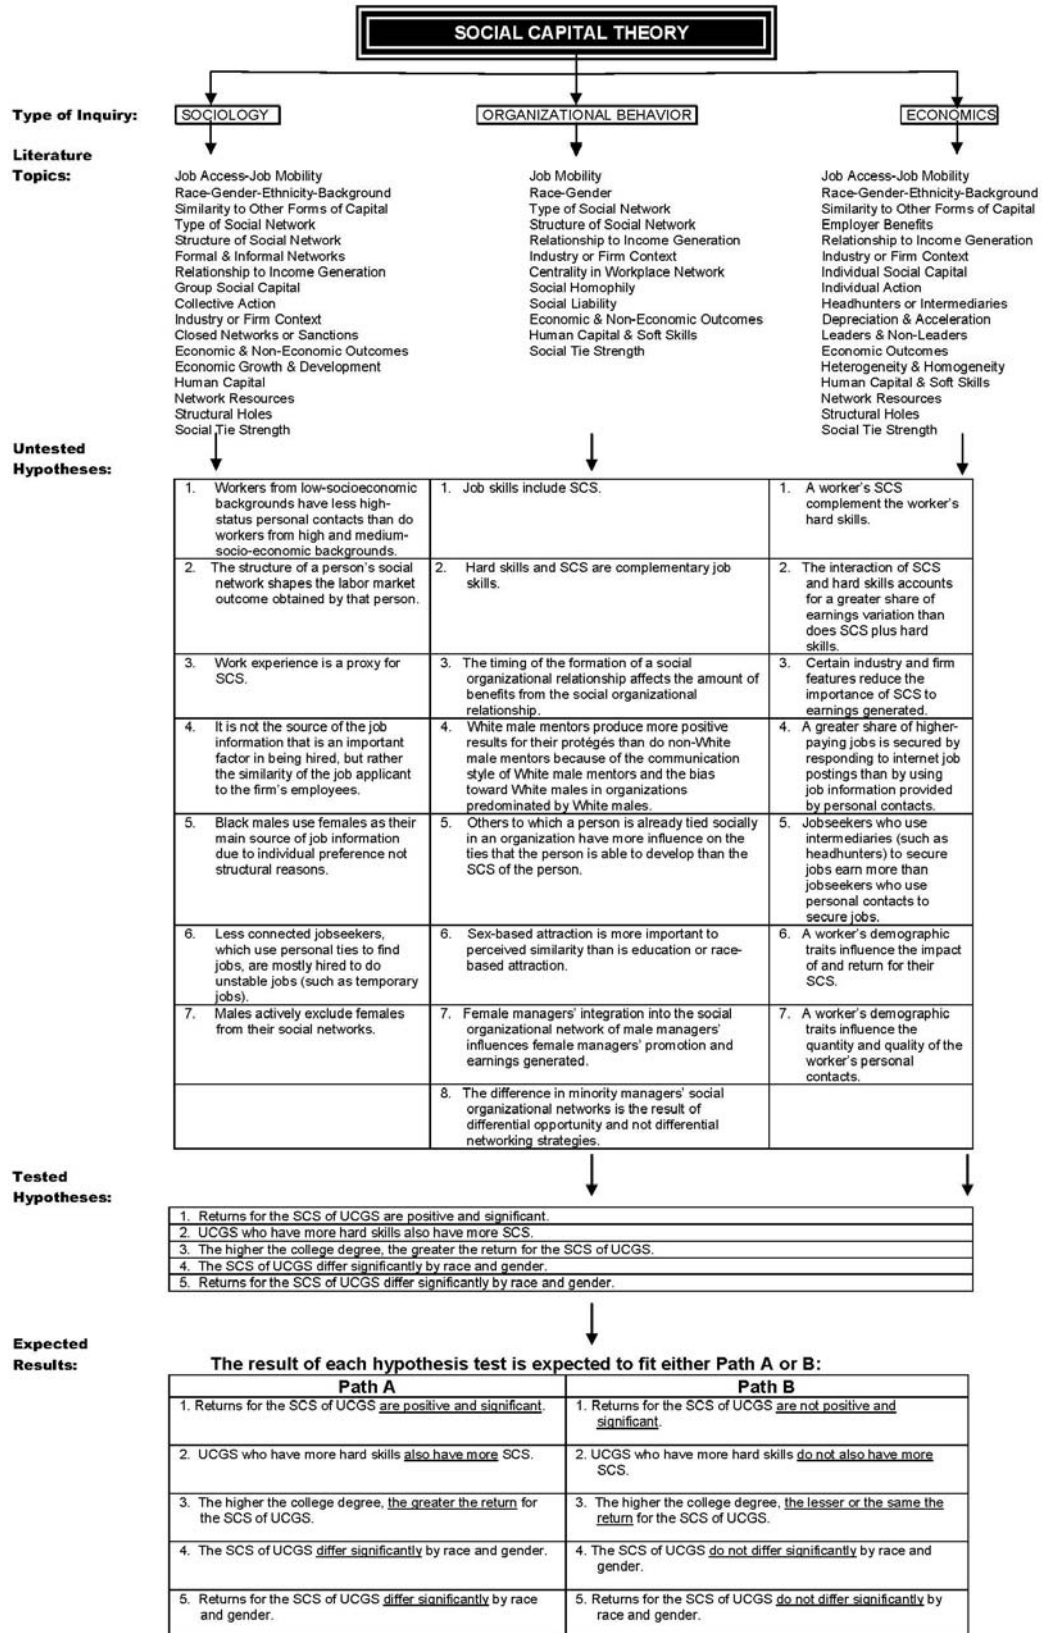 SOCIAL CAPITAL THEORY
Type of Inquiry:
SOCIOLOGY
ORGANIZATIONAL BEHAVIOR
ECONOMICS
Literature
Topics:
Job Access-Job Mobility
Race-Gender-Ethnicity-Background
Similarity to Other Forms of Capital
Type of Social Network
Structure of Social Network
Formal & Informal Networks
Relationship to Income Generation
Group Social Capital
Collective Action
Industry or Firm Context
Closed Networks or Sanctions
Economic & Non-Economic Outcomes
Economic Growth & Development
Human Capital
Network Resources
Structural Holes
Social Tie Strength
Job Mobility
Race-Gender
Type of Social Network
Structure of Social Network
Relationship to Income Generation
Industry or Firm Context
Centrality in Workplace Network
Social Homophily
Social Liability
Economic & Non-Economic Outcomes
Human Capital & Soft Skills
Social Tie Strength
Job Access-Job Mobility
Race-Gender-Ethnicity-Background
Similarity to Other Forms of Capital
Employer Benefits
Relationship to Income Generation
Industry or Firm Context
Individual Social Capital
Individual Action
Headhunters or Intermediaries
Depreciation & Acceleration
Leaders & Non-Leaders
Economic Outcomes
Heterogeneity & Homogeneity
Human Capital & Soft Skills
Network Resources
Structural Holes
Social Tie Strength
Untested
Hypotheses:
1. Workers from low-socioeconomic
backgrounds have less high-
status personal contacts than do
workers from high and medium-
socio-economic backgrounds.
1. Job skills include SCS.
1. A worker's SCS
complement the worker's
hard skills.
2. The structure of a person's social
network shapes the labor market
outcome obtained by that person.
2. Hard skills and SCS are complementary job
skills.
2. The interaction of SCS
and hard skills accounts
for a greater share of
earnings variation than
does SCS plus hard
skills.
3. Work experience is a proxy for
SCS.
3. The timing of the formation of a social
organizational relationship affects the amount of
benefits from the social organizational
relationship.
3. Certain industry and firm
features reduce the
importance of SCS to
earnings generated.
4. It is not the source of the job
information that is an important
factor in being hired, but rather
the similarity of the job applicant
to the firm's employees.
4. White male mentors produce more positive
results for their protégés than do non-White
male mentors because of the communication
style of White male mentors and the bias
toward White males in organizations
predominated by White males.
4. A greater share of higher-
paying jobs is secured by
responding to internet job
postings than by using
job information provided
by personal contacts.
5. Black males use females as their
main source of job information
due to individual preference not
structural reasons.
5. Others to which a person is already tied socially
in an organization have more influence on the
ties that the person is able to develop than the
SCS of the person.
5. Jobseekers who use
intermediaries (such as
headhunters) to secure
jobs earn more than
jobseekers who use
personal contacts to
secure jobs.
6. Less connected jobseekers,
which use personal ties to find
jobs, are mostly hired to do
unstable jobs (such as temporary
jobs).
6. Sex-based attraction is more important to
perceived similarity than is education or race-
based attraction.
6. A worker's demographic
traits influence the impact
of and return for their
SCS.
7. Males actively exclude females
from their social networks.
7. Female managers' integration into the social
organizational network of male managers'
influences female managers' promotion and
earnings generated.
7. A worker's demographic
traits influence the
quantity and quality of the
worker's personal
contacts.
8. The difference in minority managers' social
organizational networks is the result of
differential opportunity and not differential
networking strategies.
Tested
Hypotheses:
1. Returns for the SCS of UCGS are positive and significant.
2. UCGS who have more hard skills also have more SCS.
3. The higher the college degree, the greater the return for the SCS of UCGS.
4. The SCS of UCGS differ significantly by race and gender.
5. Returns for the SCS of UCGS differ significantly by race and gender.
Expected
Results:
The result of each hypothesis test is expected to fit either Path A or B:
Path A
Path B
1. Returns for the SCS of UCGS are positive and significant.
1. Returns for the SCS of UCGS are not positive and
significant.
2. UCGS who have more hard skills also have more SCS.
2. UCGS who have more hard skills do not also have more
SCS.
3. The higher the college degree, the greater the return for
the SCS of UCGS.
3. The higher the college degree, the lesser or the same the
return for the SCS of UCGS.
4. The SCS of UCGS differ significantly by race and gender.
4. The SCS of UCGS do not differ significantly by race and
gender.
5. Returns for the SCS of UCGS differ significantly by race
and gender.
5. Returns for the SCS of UCGS do not differ significantly by
race and gender.